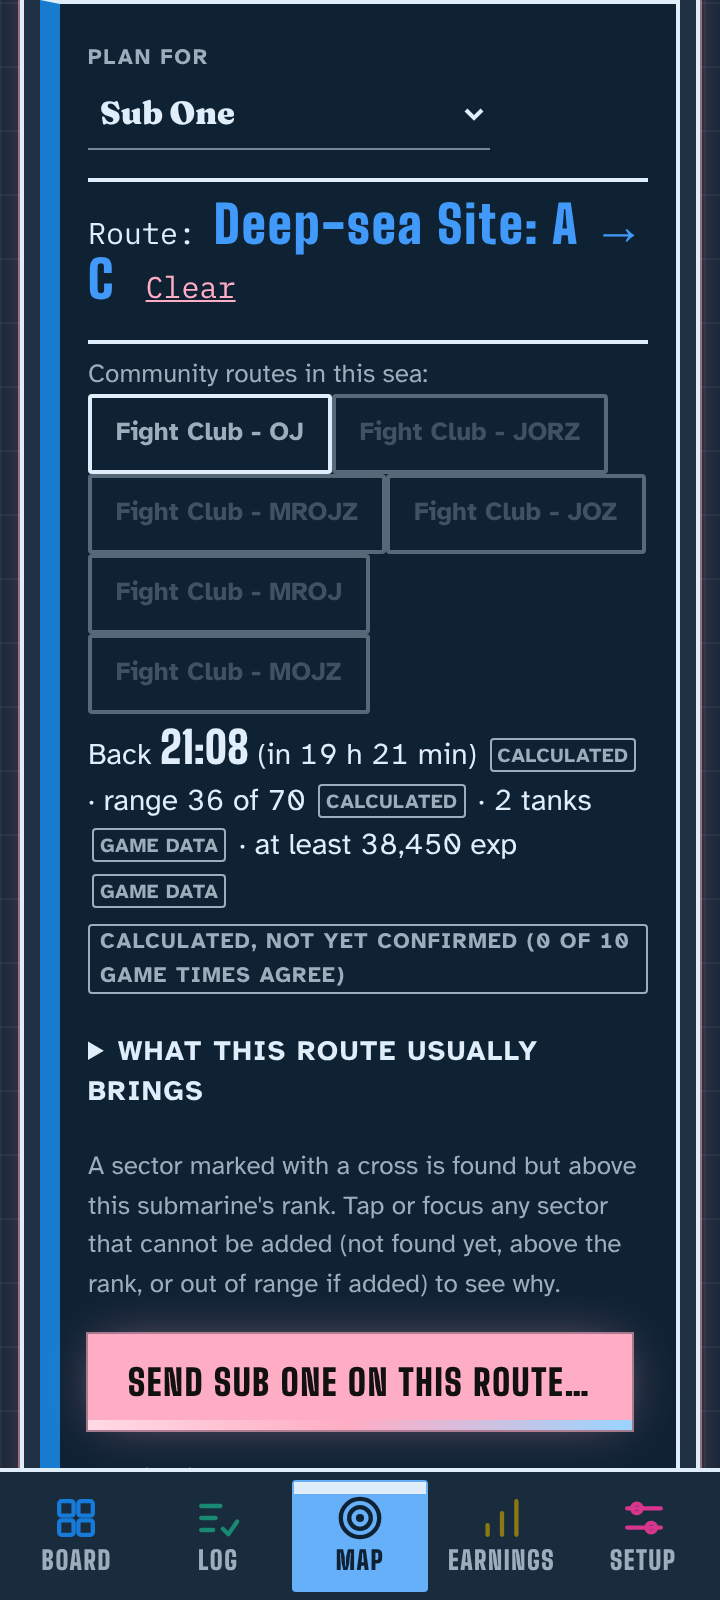 PLAN FOR
Sub One
Route: Deep-sea Site: A →
C Clear
Community routes in this sea:
Fight Club - OJ Fight Club - JORZ
Fight Club - MROJZ Fight Club - JOZ
Fight Club - MROJ
Fight Club - MOJZ
Back 21:08 (in 19 h 21 min) CALCULATED
· range 36 of 70 CALCULATED · 2 tanks
GAME DATA · at least 38,450 exp
GAME DATA
CALCULATED, NOT YET CONFIRMED (0 OF 10
GAME TIMES AGREE)
▶ WHAT THIS ROUTE USUALLY
BRINGS
A sector marked with a cross is found but above
this submarine's rank. Tap or focus any sector
that cannot be added (not found yet, above the
rank, or out of range if added) to see why.
SEND SUB ONE ON THIS ROUTE...
BOARD LOG MAP EARNINGS SETUP